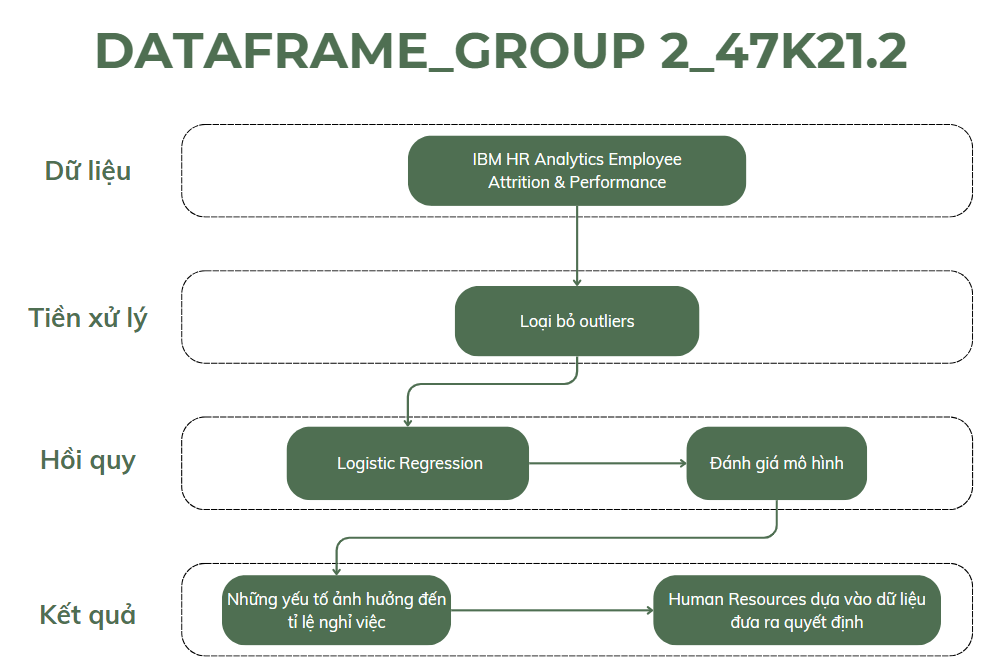 DATAFRAME_GROUP 2_47K21.2
Dữ liệu
IBM HR Analytics Employee
Attrition & Performance
Tiền xử lý
Loại bỏ outliers
Hồi quy
Logistic Regression
Đánh giá mô hình
Kết quả
Những yếu tố ảnh hưởng đến
tỉ lệ nghỉ việc
Human Resources dựa vào dữ liệu
đưa ra quyết định